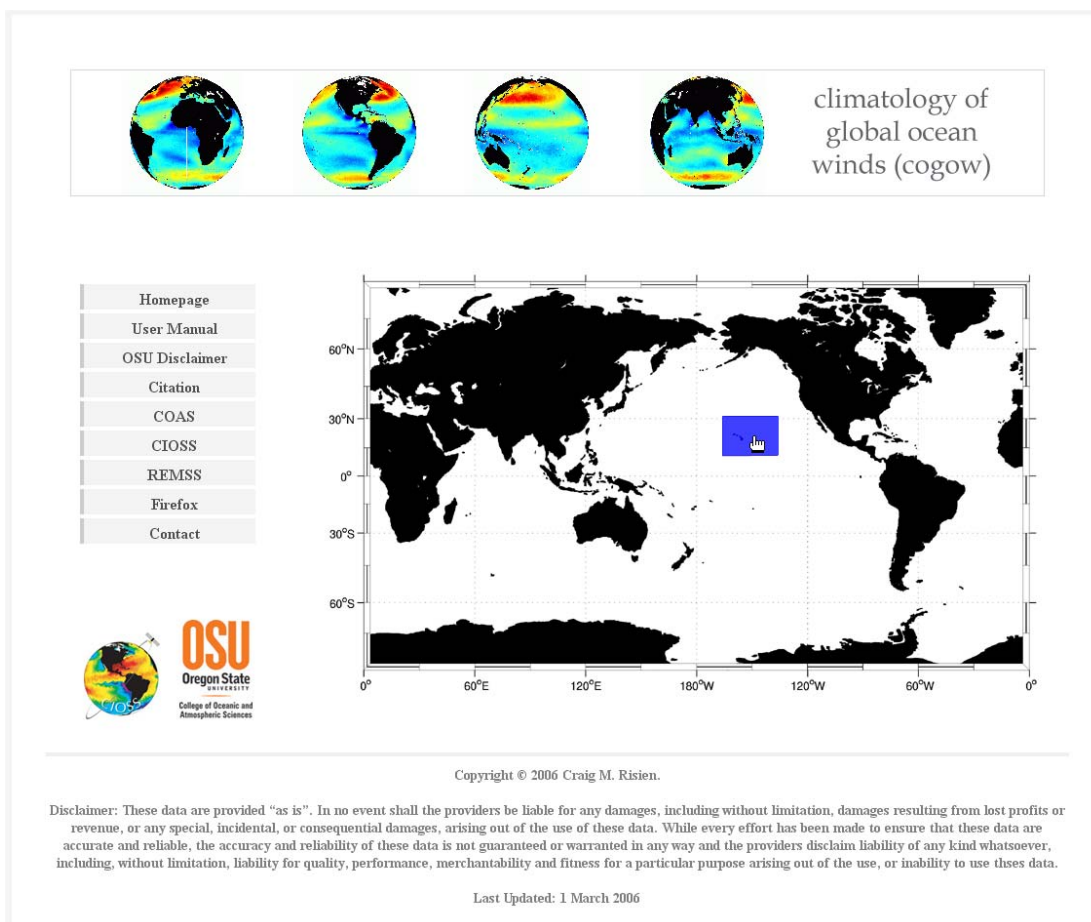 climatology of
global ocean
winds (cogow)
Homepage
User Manual
OSU Disclaimer
Citation
COAS
CIOSS
REMSS
Firefox
Contact
60°N
30°N
0°
30°S
60°S
0°
60°E
120°E
180°W
120°W
60°W
0°
CIOSS
OSU
Oregon State
UNIVERSITY
College of Oceanic and
Atmospheric Sciences
Copyright © 2006 Craig M. Risien.
Disclaimer: These data are provided “as is”. In no event shall the providers be liable for any damages, including without limitation, damages resulting from lost profits or
revenue, or any special, incidental, or consequential damages, arising out of the use of these data. While every effort has been made to ensure that these data are
accurate and reliable, the accuracy and reliability of these data is not guaranteed or warranted in any way and the providers disclaim liability of any kind whatsoever,
including, without limitation, liability for quality, performance, merchantability and fitness for a particular purpose arising out of the use, or inability to use thses data.
Last Updated: 1 March 2006